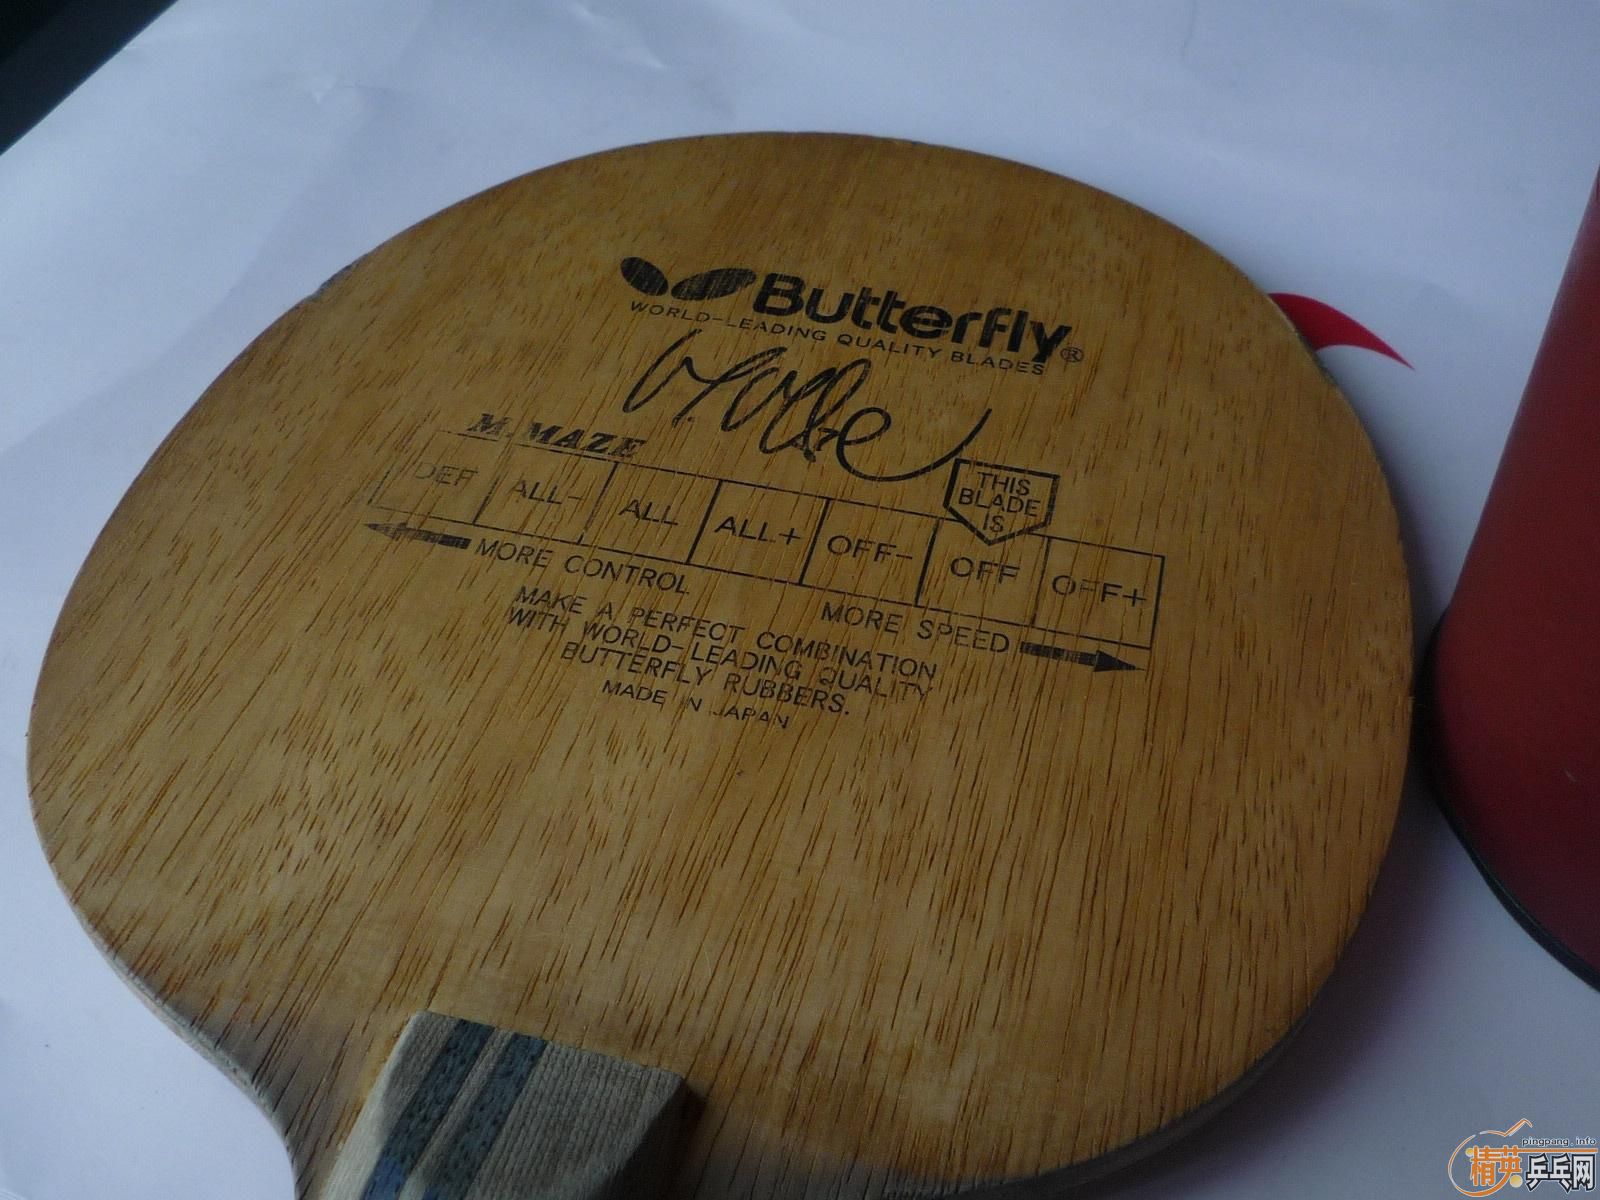 Butterfly®
WORLD-LEADING QUALITY BLADES
Maze
M.MAZE
THIS
BLADE
IS
DEF ALL- ALL ALL+ OFF- OFF OFF+
MORE CONTROL
MORE SPEED
MAKE A PERFECT COMBINATION
WITH WORLD-LEADING QUALITY
BUTTERFLY RUBBERS.
MADE IN JAPAN
pingpang.info
精英乒乓网